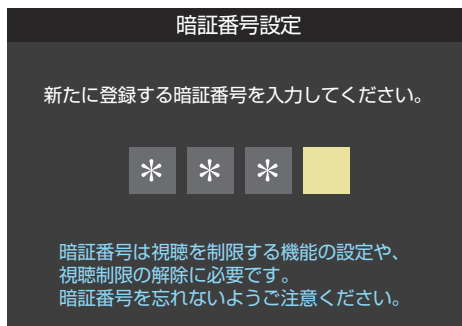 暗証番号設定
新たに登録する暗証番号を入力してください。
* * *
暗証番号は視聴を制限する機能の設定や、
視聴制限の解除に必要です。
暗証番号を忘れないようご注意ください。